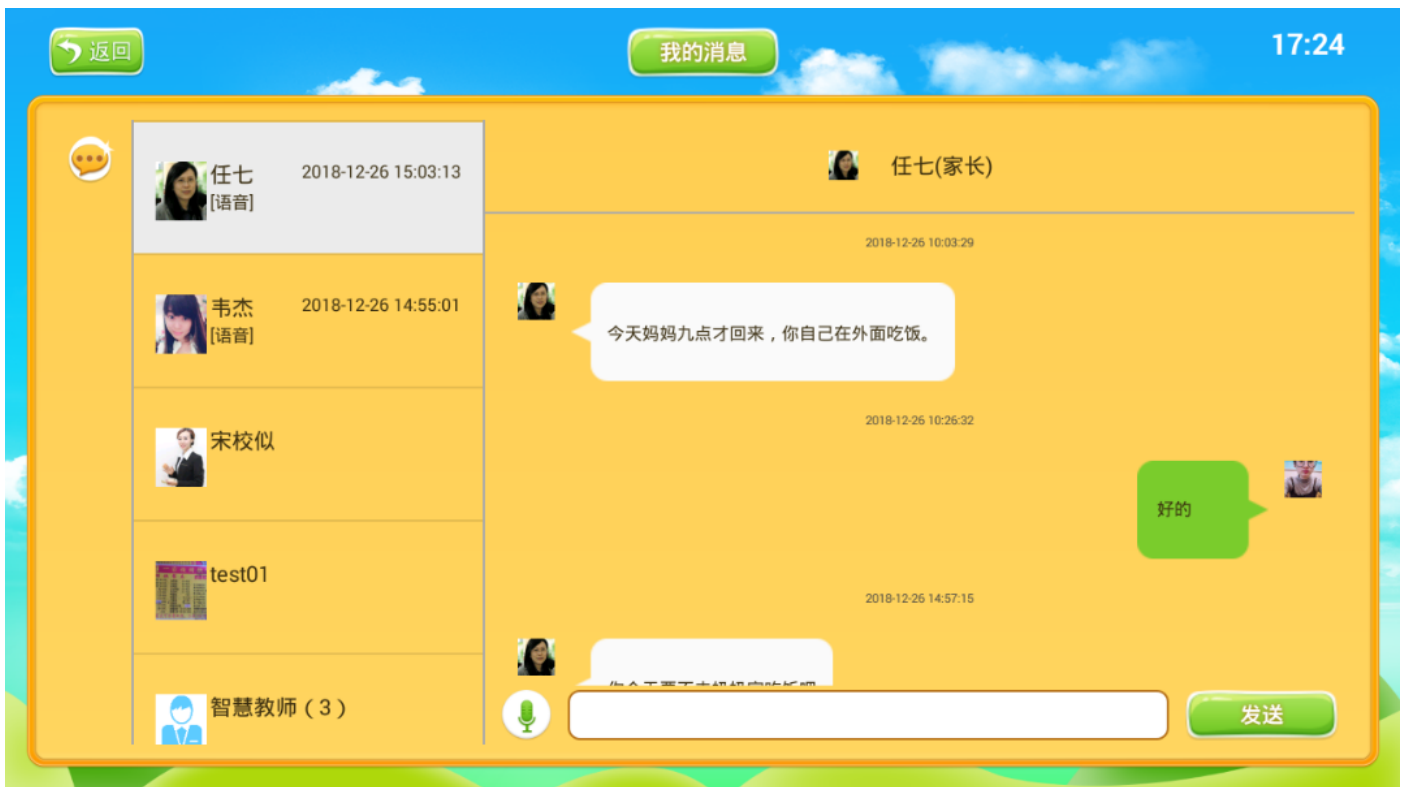 返回
我的消息
17:24
任七
2018-12-26 15:03:13
[语音]
韦杰
2018-12-26 14:55:01
[语音]
宋校似
test01
智慧教师（3）
任七(家长)
2018-12-26 10:03:29
今天妈妈九点才回来，你自己在外面吃饭。
2018-12-26 10:26:32
好的
2018-12-26 14:57:15
发送